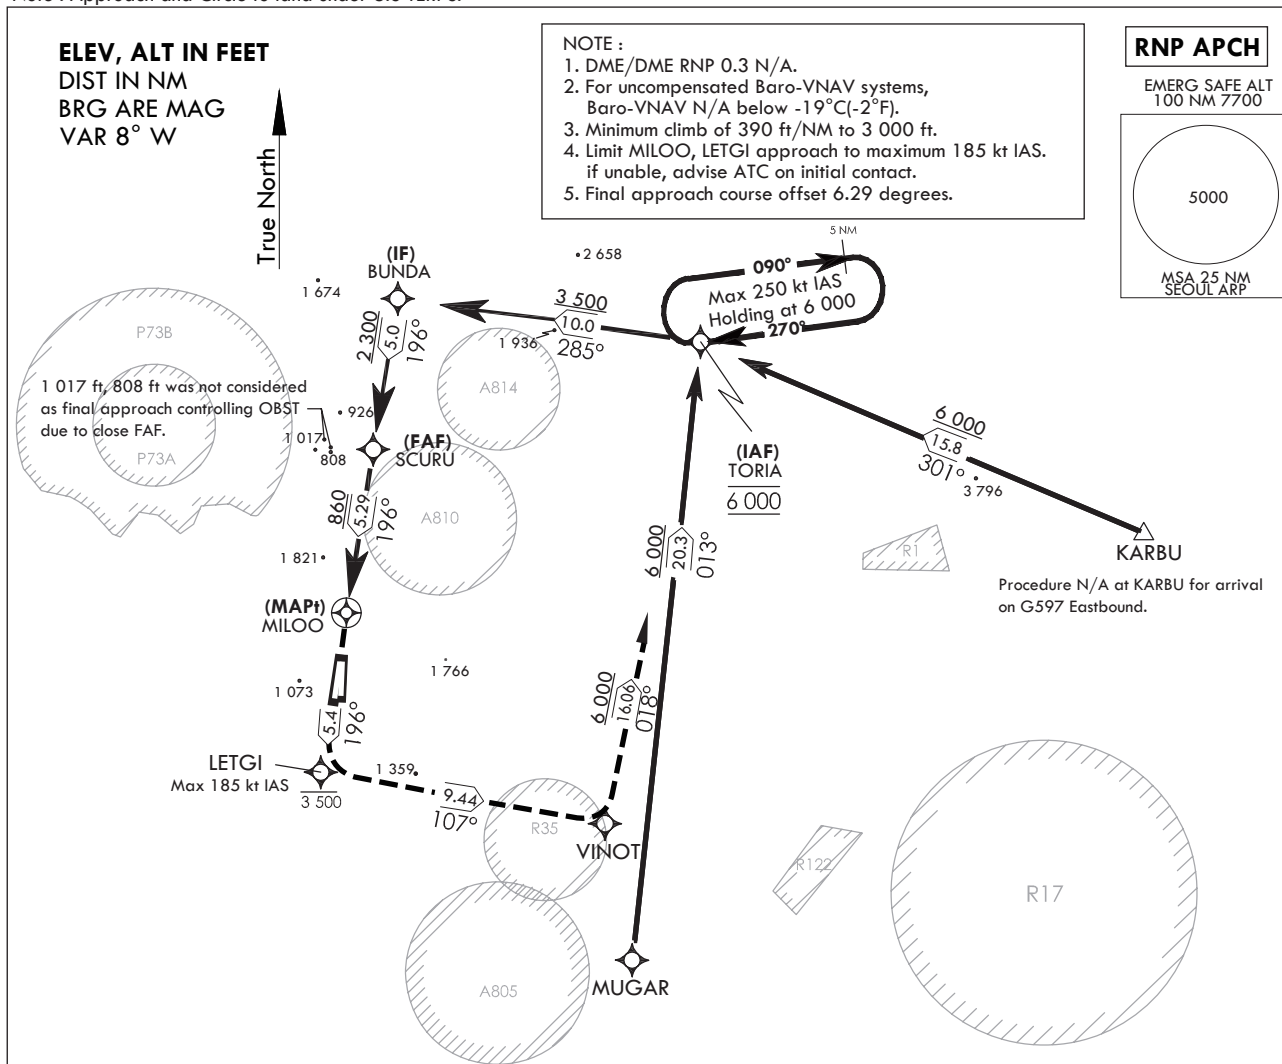 ELEV, ALT IN FEET
DIST IN NM
BRG ARE MAG
VAR 8° W
True North
NOTE :
1. DME/DME RNP 0.3 N/A.
2. For uncompensated Baro-VNAV systems,
Baro-VNAV N/A below -19°C(-2°F).
3. Minimum climb of 390 ft/NM to 3 000 ft.
4. Limit MILOO, LETGI approach to maximum 185 kt IAS.
if unable, advise ATC on initial contact.
5. Final approach course offset 6.29 degrees.
RNP APCH
EMERG SAFE ALT
100 NM 7700
5000
MSA 25 NM
SEOUL ARP
(IF)
BUNDA
1 674
2 658
5 NM
090°
Max 250 kt IAS
Holding at 6 000
270°
3 500
10.0
285°
1 936
2 300
5.0
196°
P73B
A814
1 017 ft, 808 ft was not considered
as final approach controlling OBST
due to close FAF.
926
1 017
808
P73A
(FAF)
SCURU
(IAF)
TORIA
6 000
6 000
15.8
301°
3 796
KARBU
Procedure N/A at KARBU for arrival
on G597 Eastbound.
R1
860
5.29
196°
A810
1 821
6 000
20.3
013°
(MAPt)
MILOO
1 766
1 073
6 000
16.06
018°
5.4
196°
LETGI
Max 185 kt IAS
3 500
1 359
9.44
107°
R35
VINOT
R122
R17
A805
MUGAR